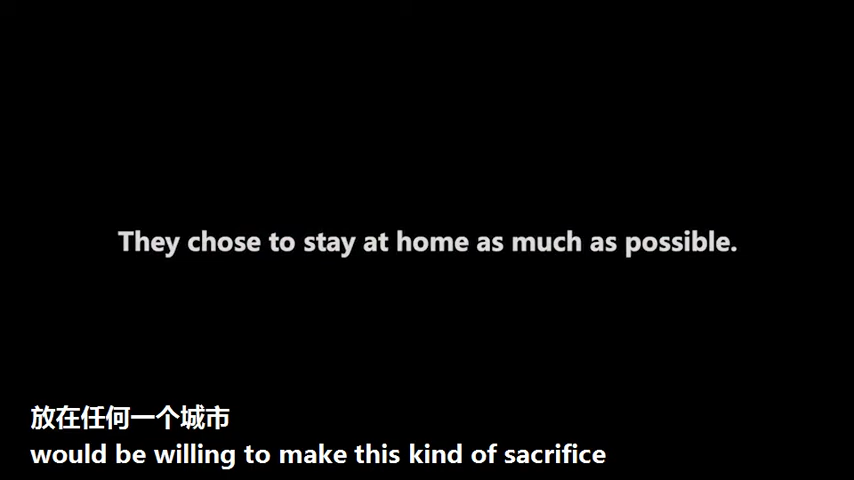 They chose to stay at home as much as possible.
放在任何一个城市
would be willing to make this kind of sacrifice